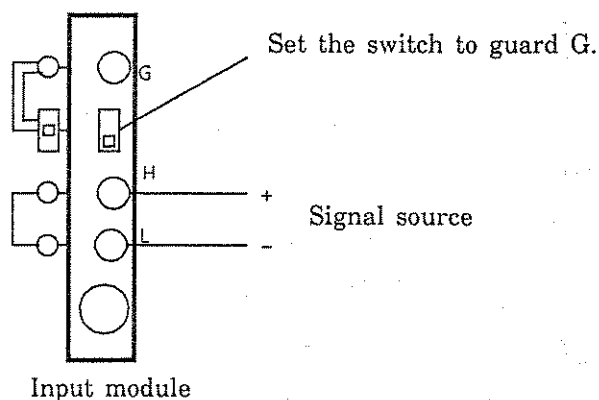 Set the switch to guard G.
G
H
+
Signal source
L
−
Input module